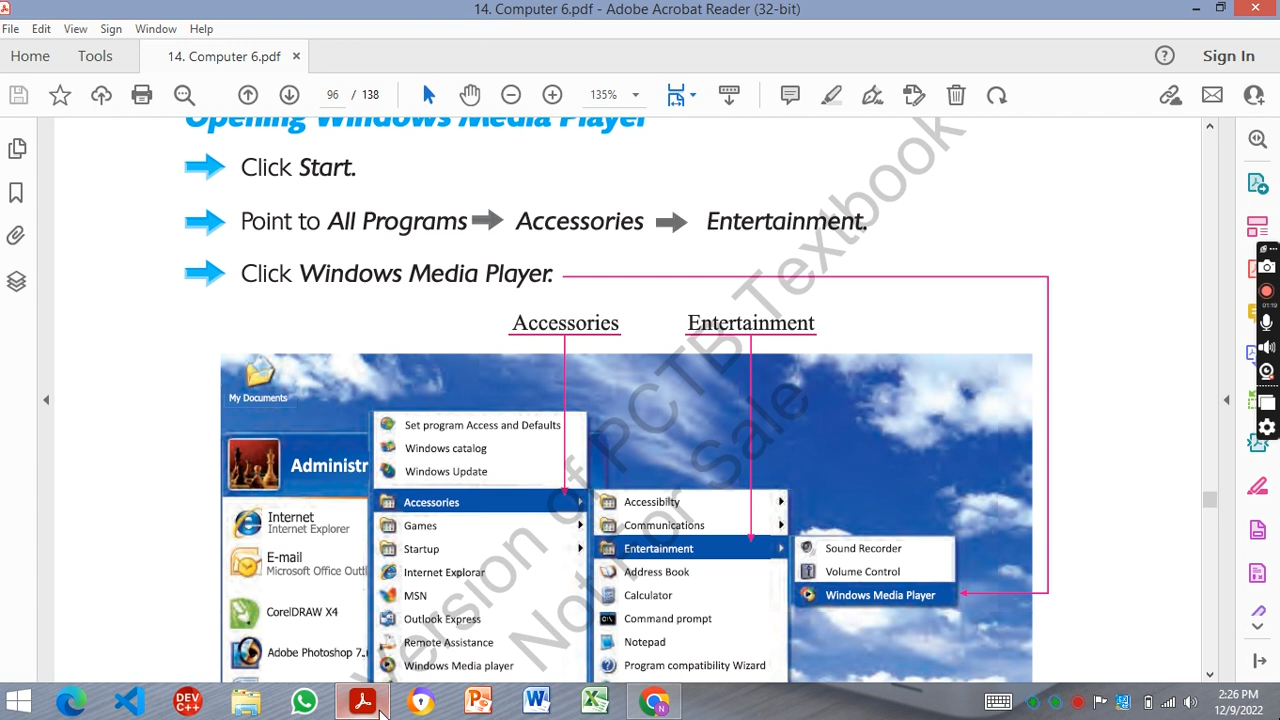 14. Computer 6.pdf - Adobe Acrobat Reader (32-bit)
File Edit View Sign Window Help
Home Tools 14. Computer 6.pdf × Sign In
96 / 138 135%
Opening Windows Media Player
Click Start.
Point to All Programs Accessories Entertainment.
Click Windows Media Player.
Accessories Entertainment
My Documents
Set program Access and Defaults
Windows catalog
Windows Update
Administr
Accessories
Games
Startup
Internet Explorar
MSN
Outlook Express
Remote Assistance
Windows Media player
Internet
Internet Explorer
E-mail
Microsoft Office Outl
CorelDRAW X4
Adobe Photoshop 7.
Accessibilty
Communications
Entertainment
Address Book
Calculator
Command prompt
Notepad
Program compatibility Wizard
Sound Recorder
Volume Control
Windows Media Player
version of PCTB Textbook
Not For Sale
01:19
DEV
C++
2:26 PM
12/9/2022